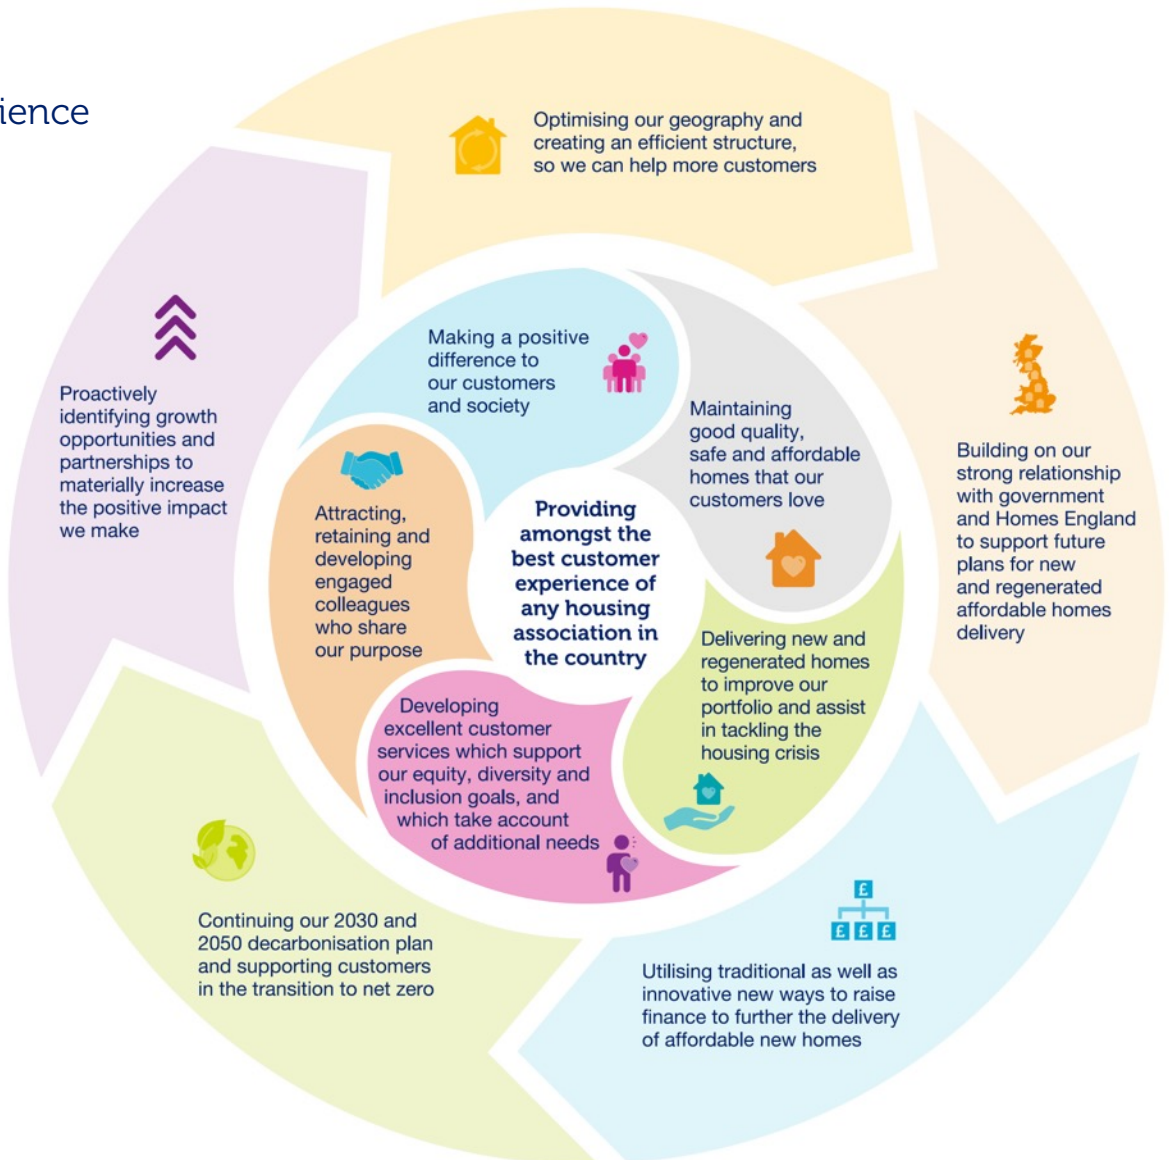 ience
Optimising our geography and
creating an efficient structure,
so we can help more customers
Building on our
strong relationship
with government
and Homes England
to support future
plans for new
and regenerated
affordable homes
delivery
££
£
£
£
Utilising traditional as well as
innovative new ways to raise
finance to further the delivery
of affordable new homes
Continuing our 2030 and
2050 decarbonisation plan
and supporting customers
in the transition to net zero
Proactively
identifying growth
opportunities and
partnerships to
materially increase
the positive impact
we make
Making a positive
difference to
our customers
and society
Maintaining
good quality,
safe and affordable
homes that our
customers love
Delivering new and
regenerated homes
to improve our
portfolio and assist
in tackling the
housing crisis
Developing
excellent customer
services which support
our equity, diversity and
inclusion goals, and
which take account
of additional needs
Attracting,
retaining and
developing
engaged
colleagues
who share
our purpose
Providing
amongst the
best customer
experience of
any housing
association in
the country